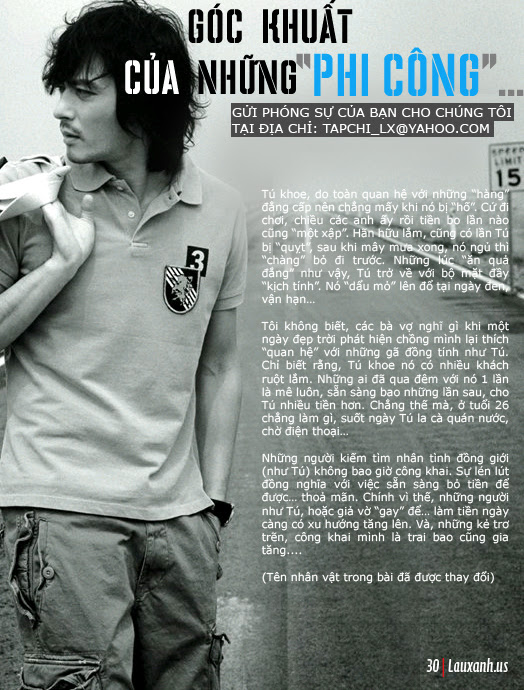 GÓC KHUẤT
CỦA NHỮNG "PHI CÔNG"...
GỬI PHÓNG SỰ CỦA BẠN CHO CHÚNG TÔI
TẠI ĐỊA CHỈ: TAPCHI_LX@YAHOO.COM
SPEED
LIMIT
15
3
Tú khoe, do toàn quan hệ với những "hàng"
đẳng cấp nên chẳng mấy khi nó bị "hố". Cứ đi
chơi, chiều các anh ấy rồi tiền bo lần nào
cũng "một xập". Hãn hữu lắm, cũng có lần Tú
bị "quỵt", sau khi mây mưa xong, nó ngủ thì
"chàng" bỏ đi trước. Những lúc "ăn quả
đắng" như vậy, Tú trở về với bộ mặt đầy
"kịch tính". Nó "dẩu mỏ" lên đổ tại ngày đen,
vận hạn...
Tôi không biết, các bà vợ nghĩ gì khi một
ngày đẹp trời phát hiện chồng mình lại thích
"quan hệ" với những gã đồng tính như Tú.
Chỉ biết rằng, Tú khoe nó có nhiều khách
ruột lắm. Những ai đã qua đêm với nó 1 lần
là mê luôn, sẵn sàng bao những lần sau, cho
Tú nhiều tiền hơn. Chẳng thế mà, ở tuổi 26
chẳng làm gì, suốt ngày Tú la cà quán nước,
chờ điện thoại...
Những người kiếm tìm nhân tình đồng giới
(như Tú) không bao giờ công khai. Sự lén lút
đồng nghĩa với việc sẵn sàng bỏ tiền để
được... thoả mãn. Chính vì thế, những người
như Tú, hoặc giả vờ "gay" để... làm tiền ngày
càng có xu hướng tăng lên. Và, những kẻ trơ
trẽn, công khai mình là trai bao cũng gia
tăng....
(Tên nhân vật trong bài đã được thay đổi)
30 | Lauxanh.us